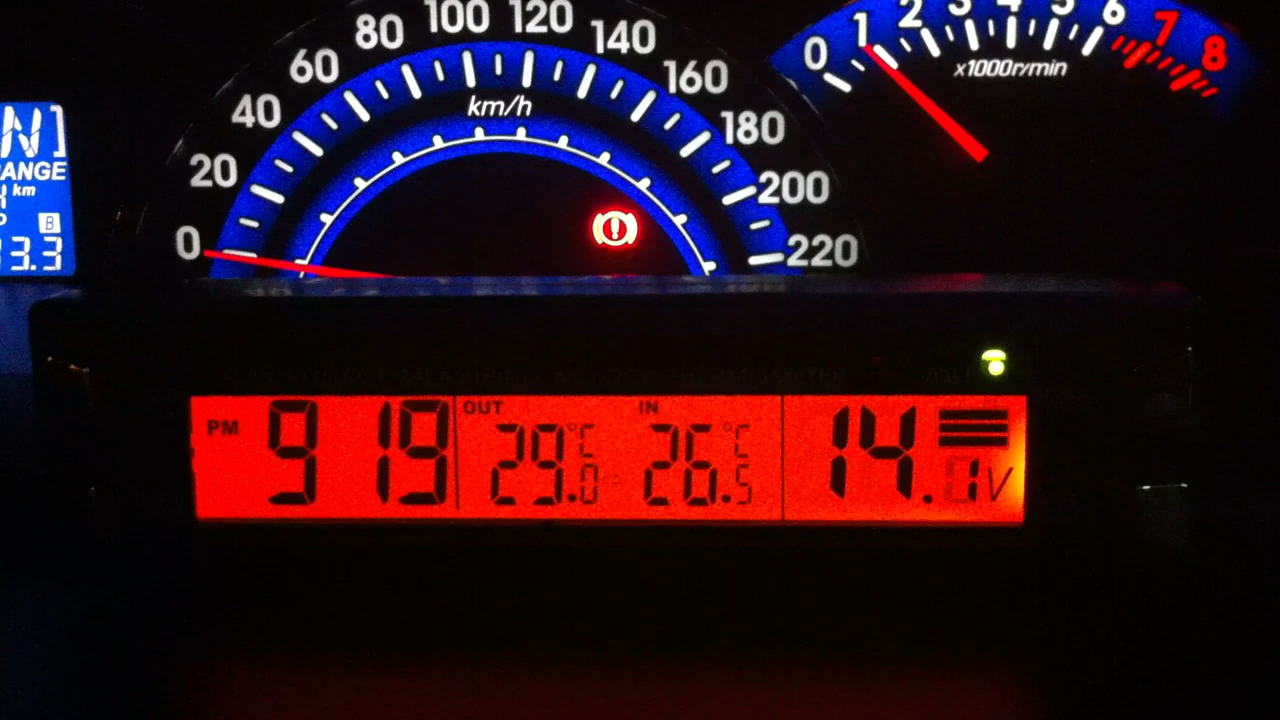 0 20 40 60 80 100 120 140 160 180 200 220
km/h
0 1 2 3 4 5 6 7 8
x1000r/min
N
RANGE
km
B
3.3
PM 9 19
OUT 29.0 °C
IN 26.5 °C
14.1 V